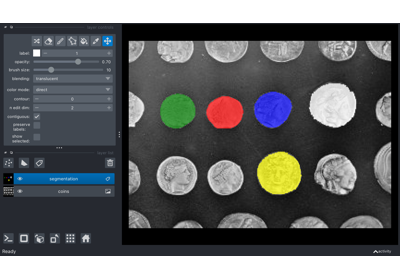 label:
1
opacity:
0.70
brush size:
10
blending:
translucent
color mode:
direct
contour:
0
n edit dim:
2
contiguous:
preserve
labels:
show
selected:
segmentation
coins
Ready
activity